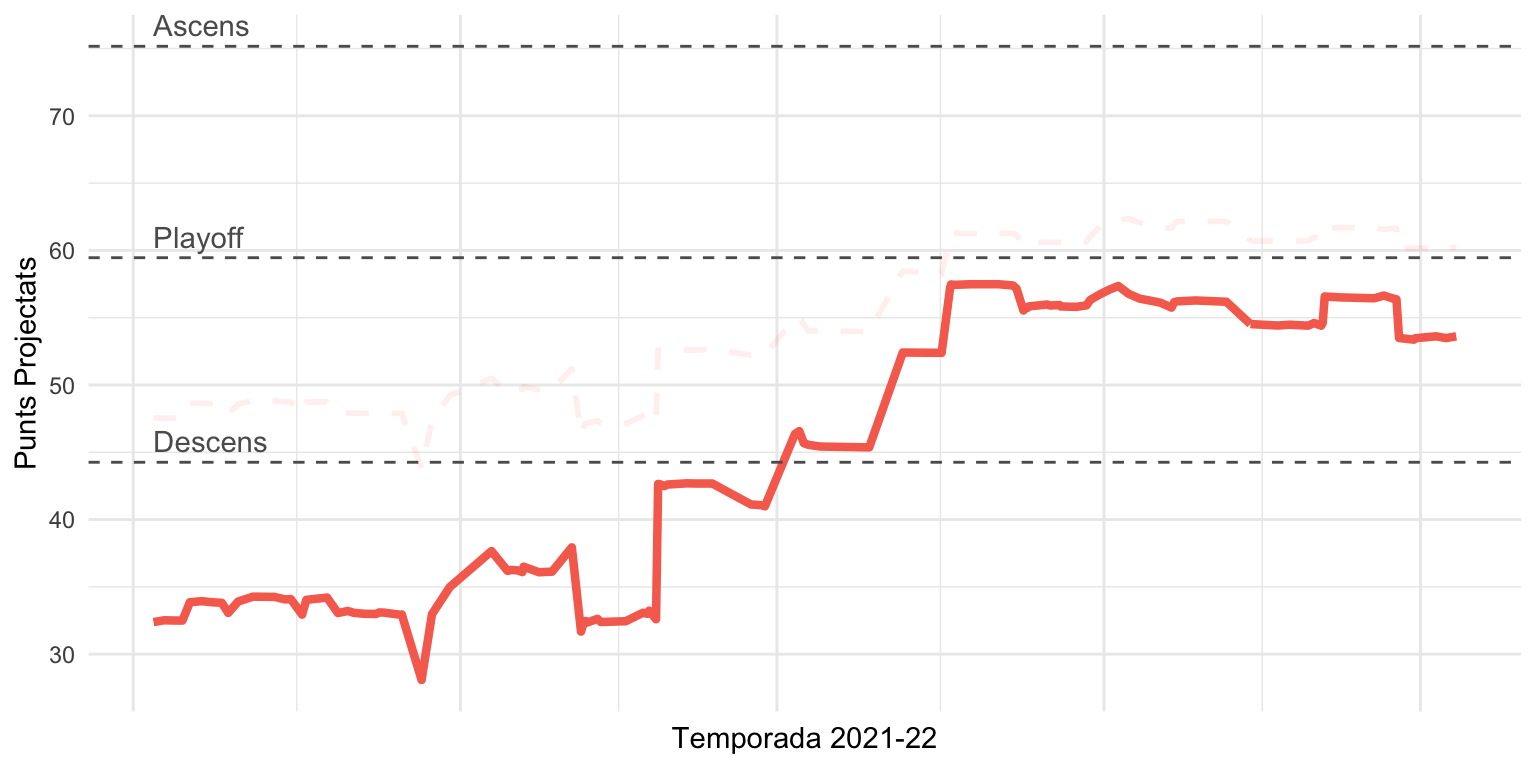 Ascens
70
Playoff
60
50
Descens
40
30
Punts Projectats
Temporada 2021-22